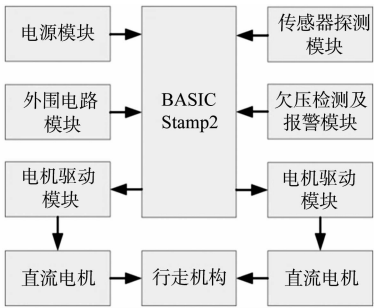 电源模块
传感器探测
模块
BASIC
Stamp2
外围电路
模块
欠压检测及
报警模块
电机驱动
模块
电机驱动
模块
直流电机
行走机构
直流电机